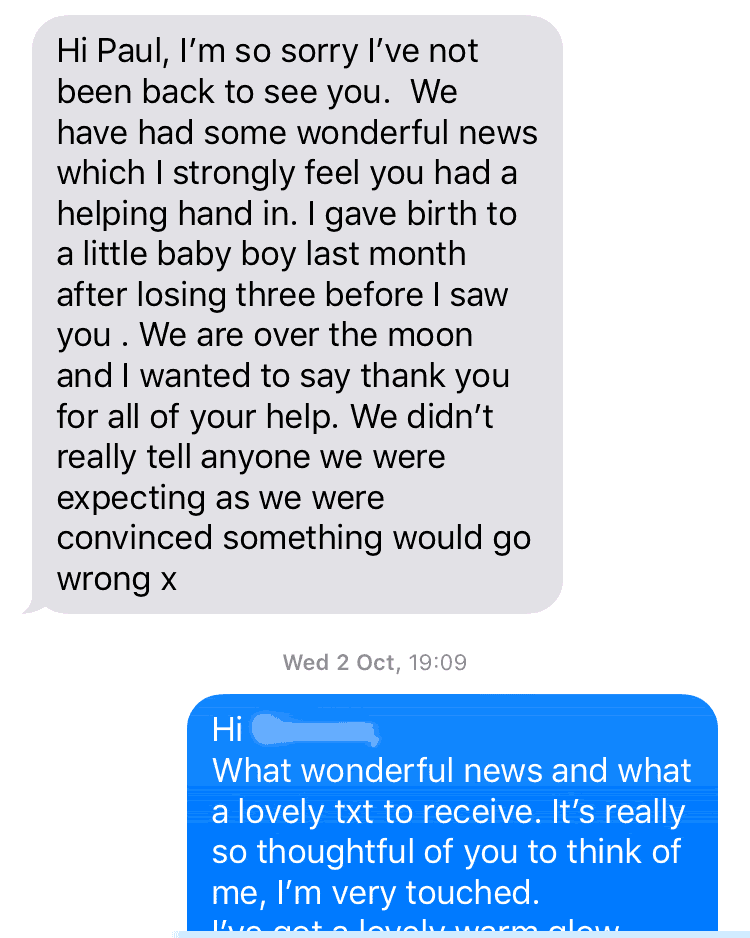 Hi Paul, I'm so sorry I've not
been back to see you.  We
have had some wonderful news
which I strongly feel you had a
helping hand in. I gave birth to
a little baby boy last month
after losing three before I saw
you . We are over the moon
and I wanted to say thank you
for all of your help. We didn't
really tell anyone we were
expecting as we were
convinced something would go
wrong x
Wed 2 Oct, 19:09
Hi
What wonderful news and what
a lovely txt to receive. It's really
so thoughtful of you to think of
me, I'm very touched.
I've got a lovely warm glow